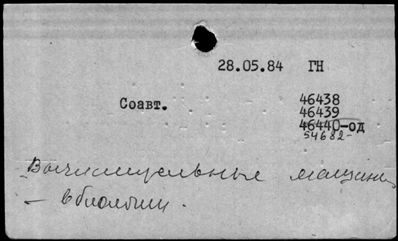 28.05.84 ГН
Соавт.
46438
46439
46440-од
54682
Вычислительные машины
— в биологии.